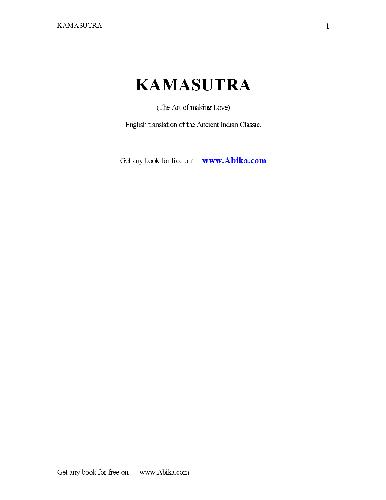 KAMASUTRA 1
KAMASUTRA
(The Art of making Love)
English translation of the Ancient Indian Classic.
Get any book for free on: www.Abika.com
Get any book for free on: www.Abika.com